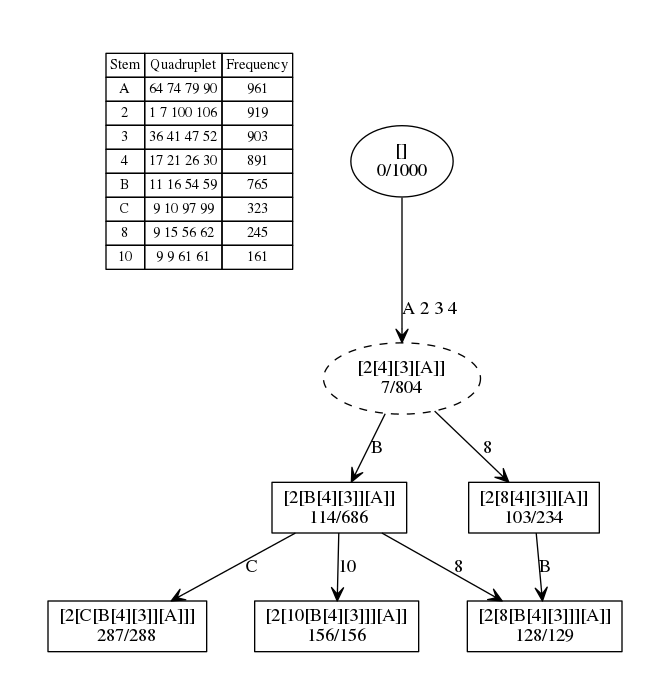 Stem Quadruplet Frequency
A 64 74 79 90 961
2 1 7 100 106 919
3 36 41 47 52 903
4 17 21 26 30 891
B 11 16 54 59 765
C 9 10 97 99 323
8 9 15 56 62 245
10 9 9 61 61 161
[]
0/1000
A 2 3 4
[2[4][3][A]]
7/804
B
8
[2[B[4][3]][A]]
114/686
[2[8[4][3]][A]]
103/234
C
10
8
B
[2[C[B[4][3]][A]]]
287/288
[2[10[B[4][3]]][A]]
156/156
[2[8[B[4][3]]][A]]
128/129